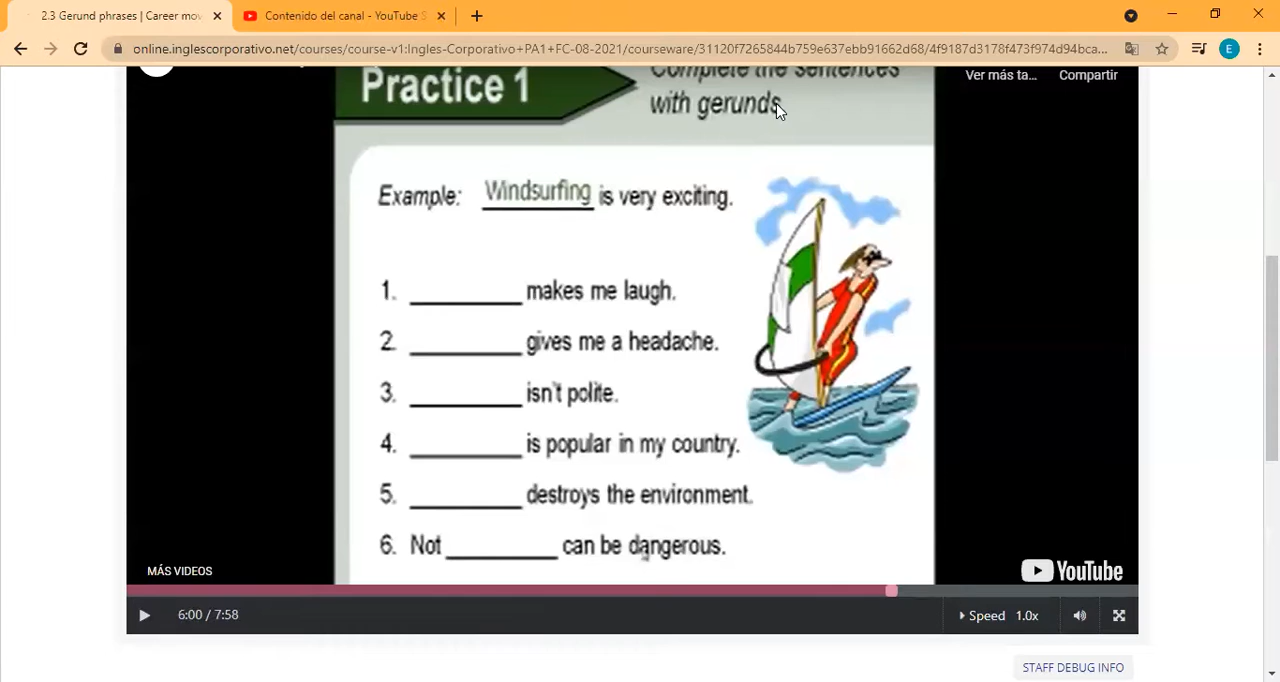 2.3 Gerund phrases | Career mov
Contenido del canal - YouTube S
online.inglescorporativo.net/courses/course-v1:Ingles-Corporativo+PA1+FC-08-2021/courseware/31120f7265844b759e637ebb91662d68/4f9187d3178f473f974d94bca...
E
Practice 1
Complete the sentences
with gerunds
Ver más ta...
Compartir
Example: Windsurfing is very exciting.
1. __________ makes me laugh.
2. __________ gives me a headache.
3. __________ isn't polite.
4. __________ is popular in my country.
5. __________ destroys the environment.
6. Not __________ can be dangerous.
MÁS VIDEOS
YouTube
6:00 / 7:58
Speed 1.0x
STAFF DEBUG INFO